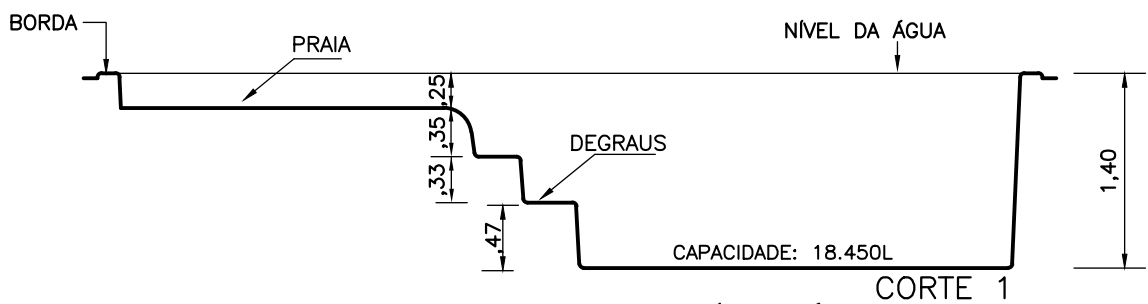 BORDA
NÍVEL DA ÁGUA
PRAIA
,25
,35
,33
,47
DEGRAUS
1,40
CAPACIDADE: 18.450L
CORTE 1